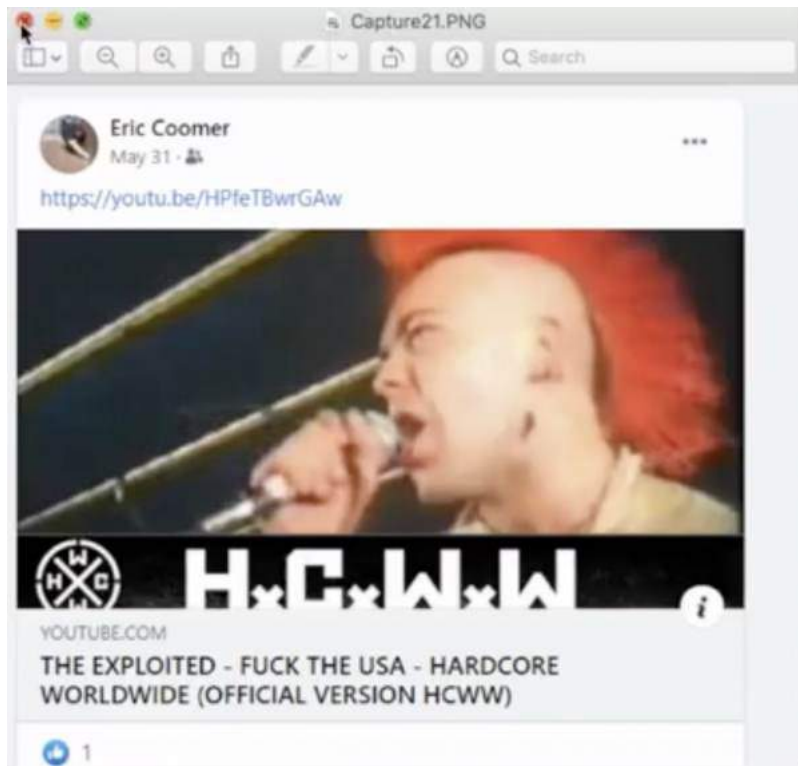 Capture21.PNG
Search
Eric Coomer
May 31 ·
https://youtu.be/HPfeTBwrGAw
W
H C
W
HxCxWxW
i
YOUTUBE.COM
THE EXPLOITED - FUCK THE USA - HARDCORE
WORLDWIDE (OFFICIAL VERSION HCWW)
1